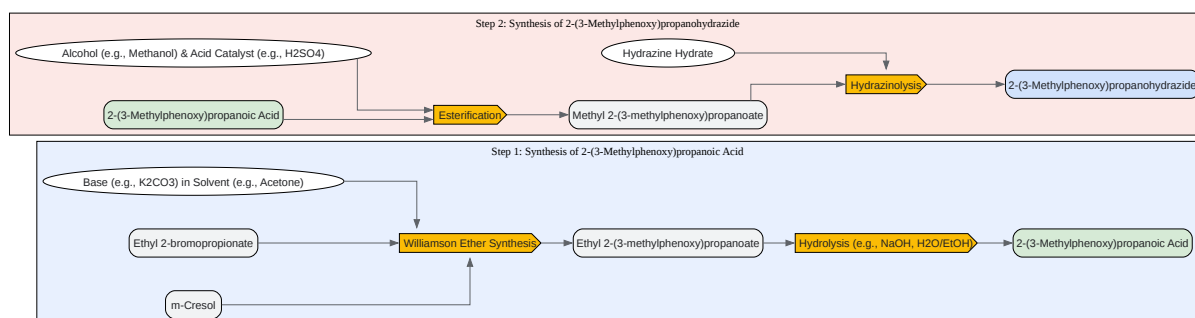 Step 2: Synthesis of 2-(3-Methylphenoxy)propanohydrazide
Alcohol (e.g., Methanol) & Acid Catalyst (e.g., H2SO4)
Hydrazine Hydrate
Hydrazinolysis
2-(3-Methylphenoxy)propanohydrazide
2-(3-Methylphenoxy)propanoic Acid
Esterification
Methyl 2-(3-methylphenoxy)propanoate
Step 1: Synthesis of 2-(3-Methylphenoxy)propanoic Acid
Base (e.g., K2CO3) in Solvent (e.g., Acetone)
Ethyl 2-bromopropionate
Williamson Ether Synthesis
Ethyl 2-(3-methylphenoxy)propanoate
Hydrolysis (e.g., NaOH, H2O/EtOH)
2-(3-Methylphenoxy)propanoic Acid
m-Cresol